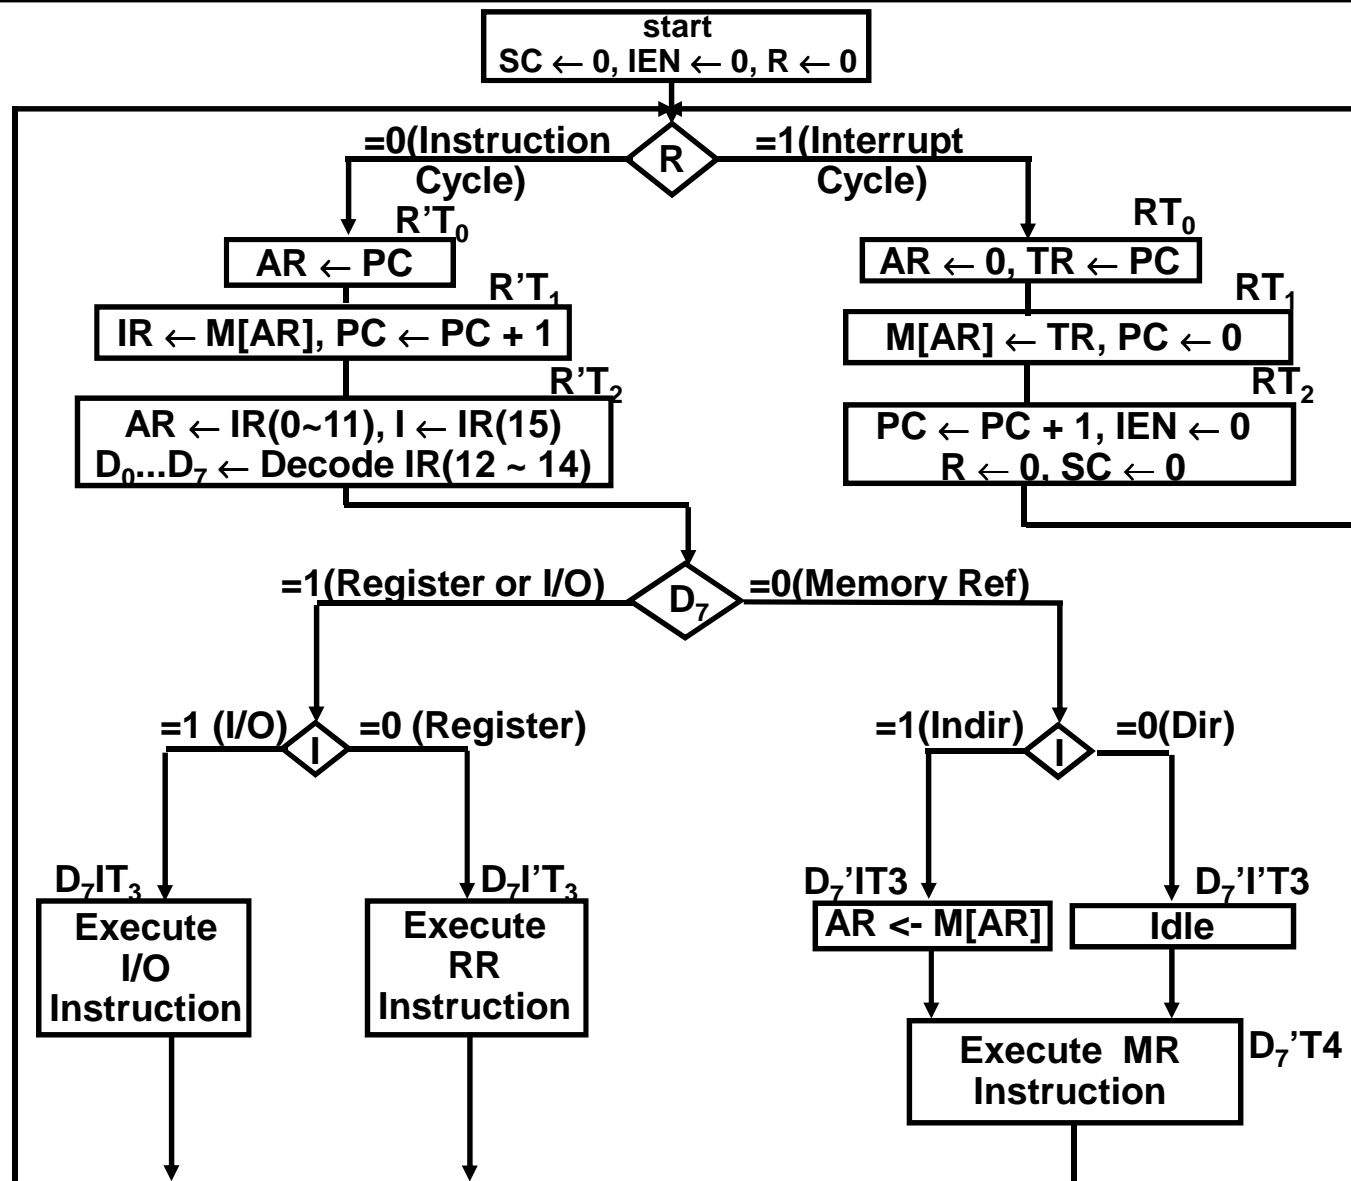 start
SC ← 0, IEN ← 0, R ← 0
=0(Instruction
Cycle)
R
=1(Interrupt
Cycle)
R’T₀
AR ← PC
R’T₁
IR ← M[AR], PC ← PC + 1
R’T₂
AR ← IR(0~11), I ← IR(15)
D₀...D₇ ← Decode IR(12 ~ 14)
RT₀
AR ← 0, TR ← PC
RT₁
M[AR] ← TR, PC ← 0
RT₂
PC ← PC + 1, IEN ← 0
R ← 0, SC ← 0
=1(Register or I/O)
D₇
=0(Memory Ref)
=1 (I/O)
I
=0 (Register)
=1(Indir)
I
=0(Dir)
D₇IT₃
Execute
I/O
Instruction
D₇I’T₃
Execute
RR
Instruction
D₇’IT3
AR <- M[AR]
D₇’I’T3
Idle
Execute MR
Instruction
D₇’T4